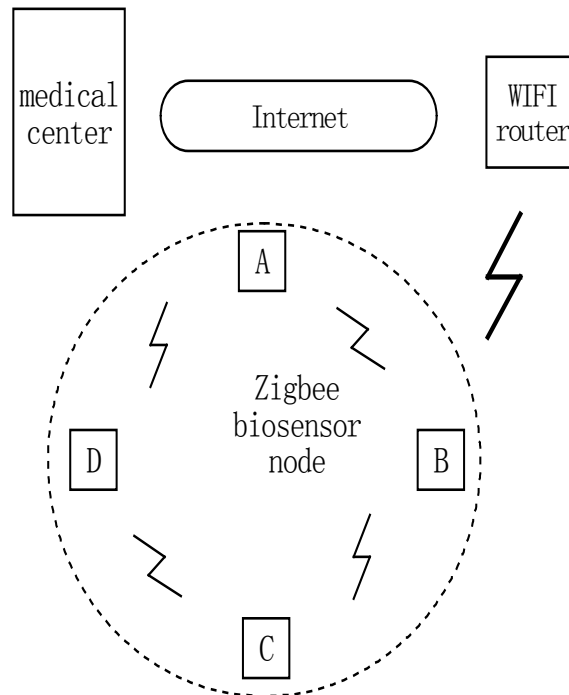 medical
center
Internet
WIFI
router
A
Zigbee
biosensor
node
D
B
C